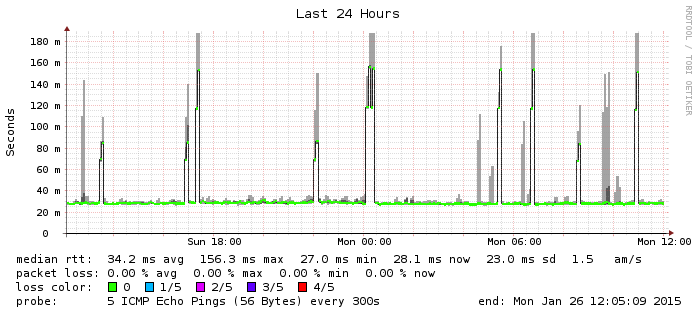 Last 24 Hours
RRDTOOL / TOBI OETIKER
Seconds
180 m
160 m
140 m
120 m
100 m
80 m
60 m
40 m
20 m
0
Sun 18:00 Mon 00:00 Mon 06:00 Mon 12:00
median rtt: 34.2 ms avg 156.3 ms max 27.0 ms min 28.1 ms now 23.0 ms sd 1.5 am/s
packet loss: 0.00 % avg 0.00 % max 0.00 % min 0.00 % now
loss color: 0 1/5 2/5 3/5 4/5
probe: 5 ICMP Echo Pings (56 Bytes) every 300s end: Mon Jan 26 12:05:09 2015